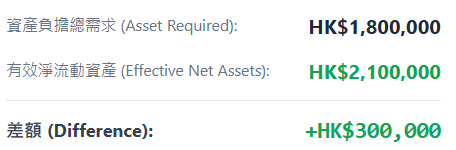 資產負擔總需求 (Asset Required): HK$1,800,000
有效淨流動資產 (Effective Net Assets): HK$2,100,000
差額 (Difference): +HK$300,000